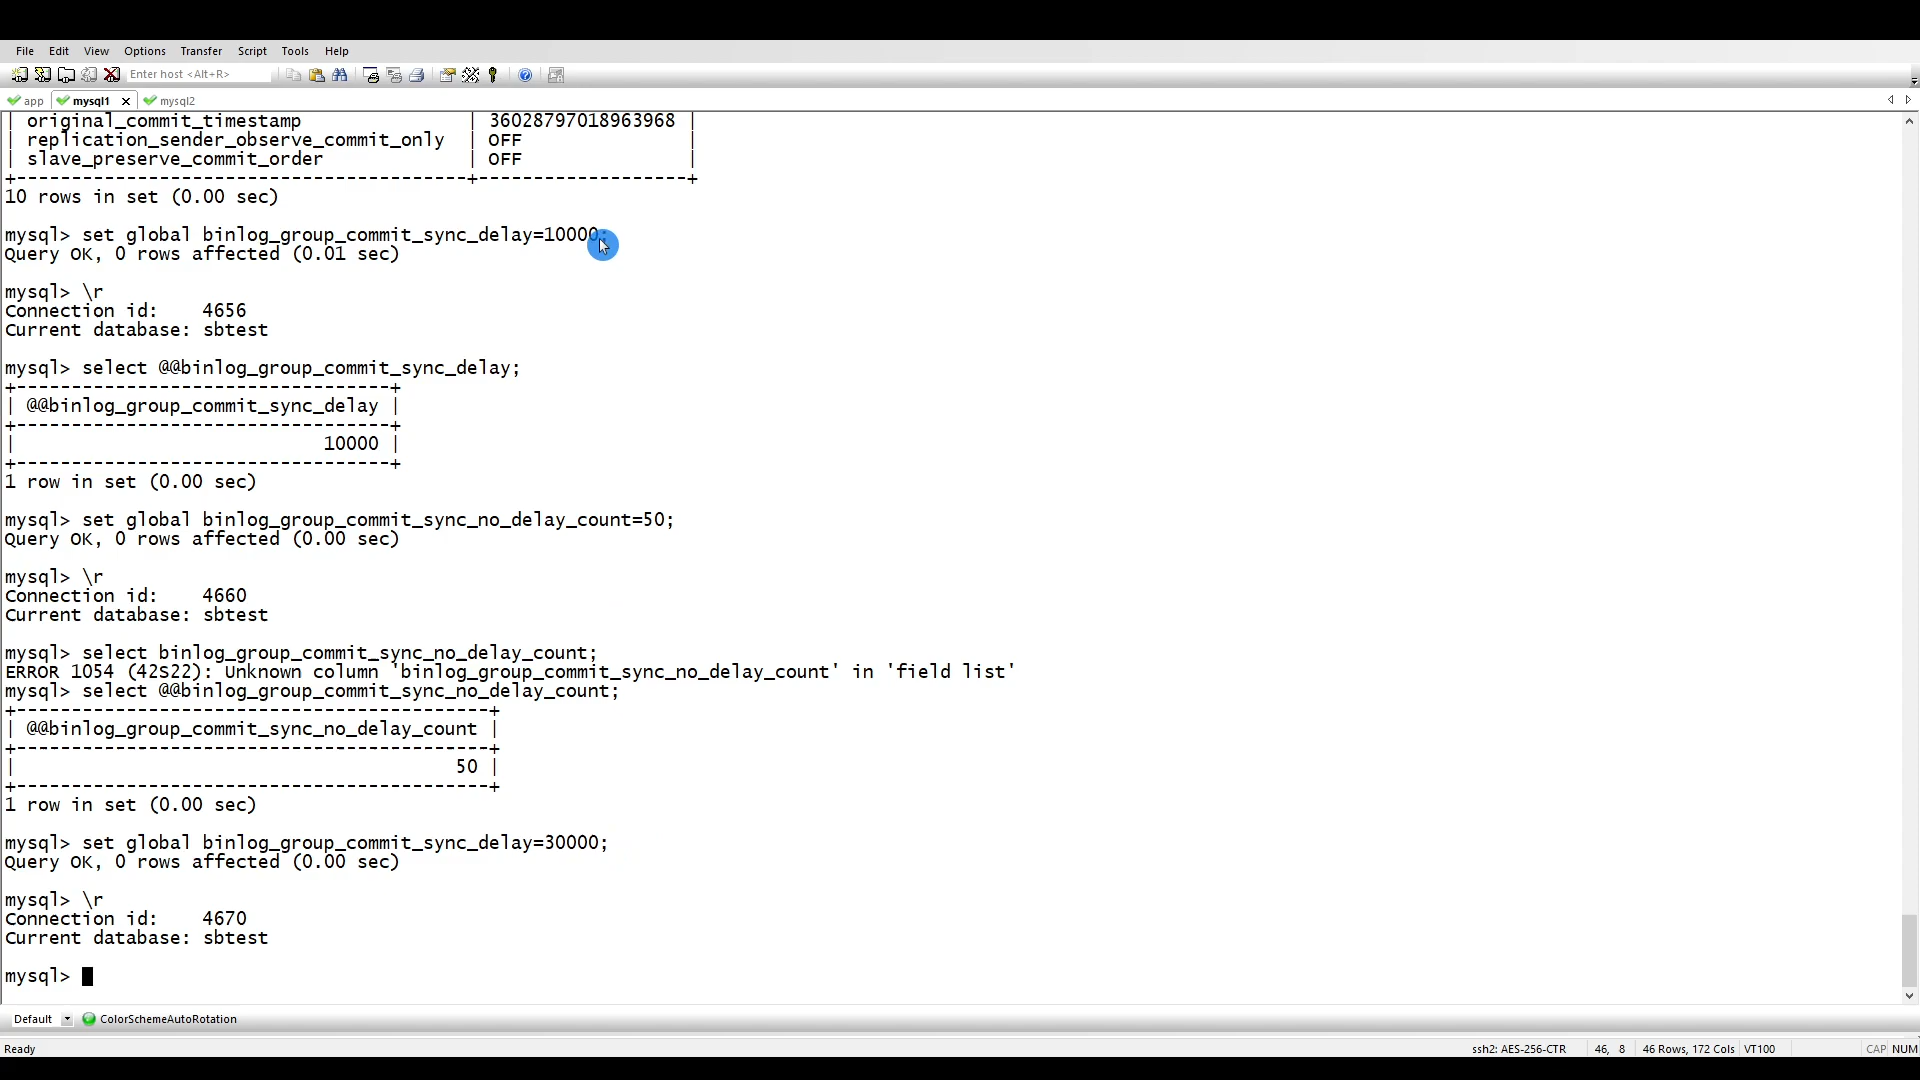 File Edit View Options Transfer Script Tools Help
Enter host <Alt+R>
app mysql1 mysql2
| original_commit_timestamp | 36028797018963968 |
| replication_sender_observe_commit_only | OFF |
| slave_preserve_commit_order | OFF |
+-----------------------------------------+-------------------+
10 rows in set (0.00 sec)
mysql> set global binlog_group_commit_sync_delay=10000;
Query OK, 0 rows affected (0.01 sec)
mysql> \r
Connection id: 4656
Current database: sbtest
mysql> select @@binlog_group_commit_sync_delay;
+----------------------------------+
| @@binlog_group_commit_sync_delay |
+----------------------------------+
| 10000 |
+----------------------------------+
1 row in set (0.00 sec)
mysql> set global binlog_group_commit_sync_no_delay_count=50;
Query OK, 0 rows affected (0.00 sec)
mysql> \r
Connection id: 4660
Current database: sbtest
mysql> select binlog_group_commit_sync_no_delay_count;
ERROR 1054 (42S22): Unknown column 'binlog_group_commit_sync_no_delay_count' in 'field list'
mysql> select @@binlog_group_commit_sync_no_delay_count;
+-------------------------------------------+
| @@binlog_group_commit_sync_no_delay_count |
+-------------------------------------------+
| 50 |
+-------------------------------------------+
1 row in set (0.00 sec)
mysql> set global binlog_group_commit_sync_delay=30000;
Query OK, 0 rows affected (0.00 sec)
mysql> \r
Connection id: 4670
Current database: sbtest
mysql>
Default ColorSchemeAutoRotation
Ready ssh2: AES-256-CTR 46, 8 46 Rows, 172 Cols VT100 CAP NUM